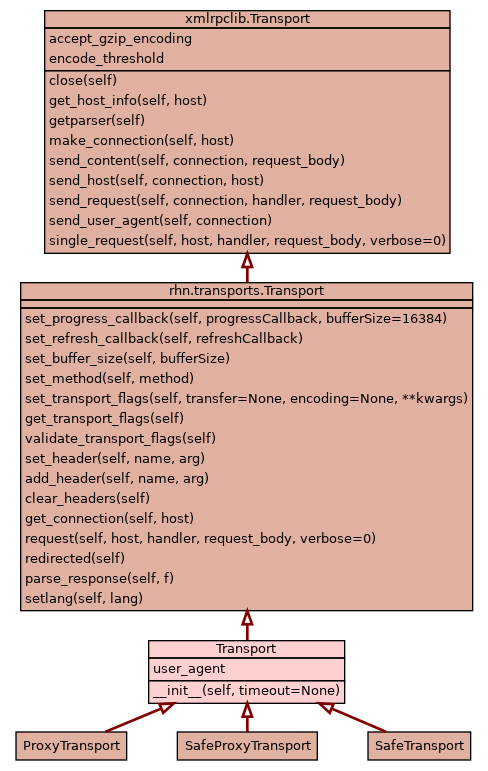 xmlrpclib.Transport
accept_gzip_encoding
encode_threshold
close(self)
get_host_info(self, host)
getparser(self)
make_connection(self, host)
send_content(self, connection, request_body)
send_host(self, connection, host)
send_request(self, connection, handler, request_body)
send_user_agent(self, connection)
single_request(self, host, handler, request_body, verbose=0)
rhn.transports.Transport
set_progress_callback(self, progressCallback, bufferSize=16384)
set_refresh_callback(self, refreshCallback)
set_buffer_size(self, bufferSize)
set_method(self, method)
set_transport_flags(self, transfer=None, encoding=None, **kwargs)
get_transport_flags(self)
validate_transport_flags(self)
set_header(self, name, arg)
add_header(self, name, arg)
clear_headers(self)
get_connection(self, host)
request(self, host, handler, request_body, verbose=0)
redirected(self)
parse_response(self, f)
setlang(self, lang)
Transport
user_agent
__init__(self, timeout=None)
ProxyTransport
SafeProxyTransport
SafeTransport